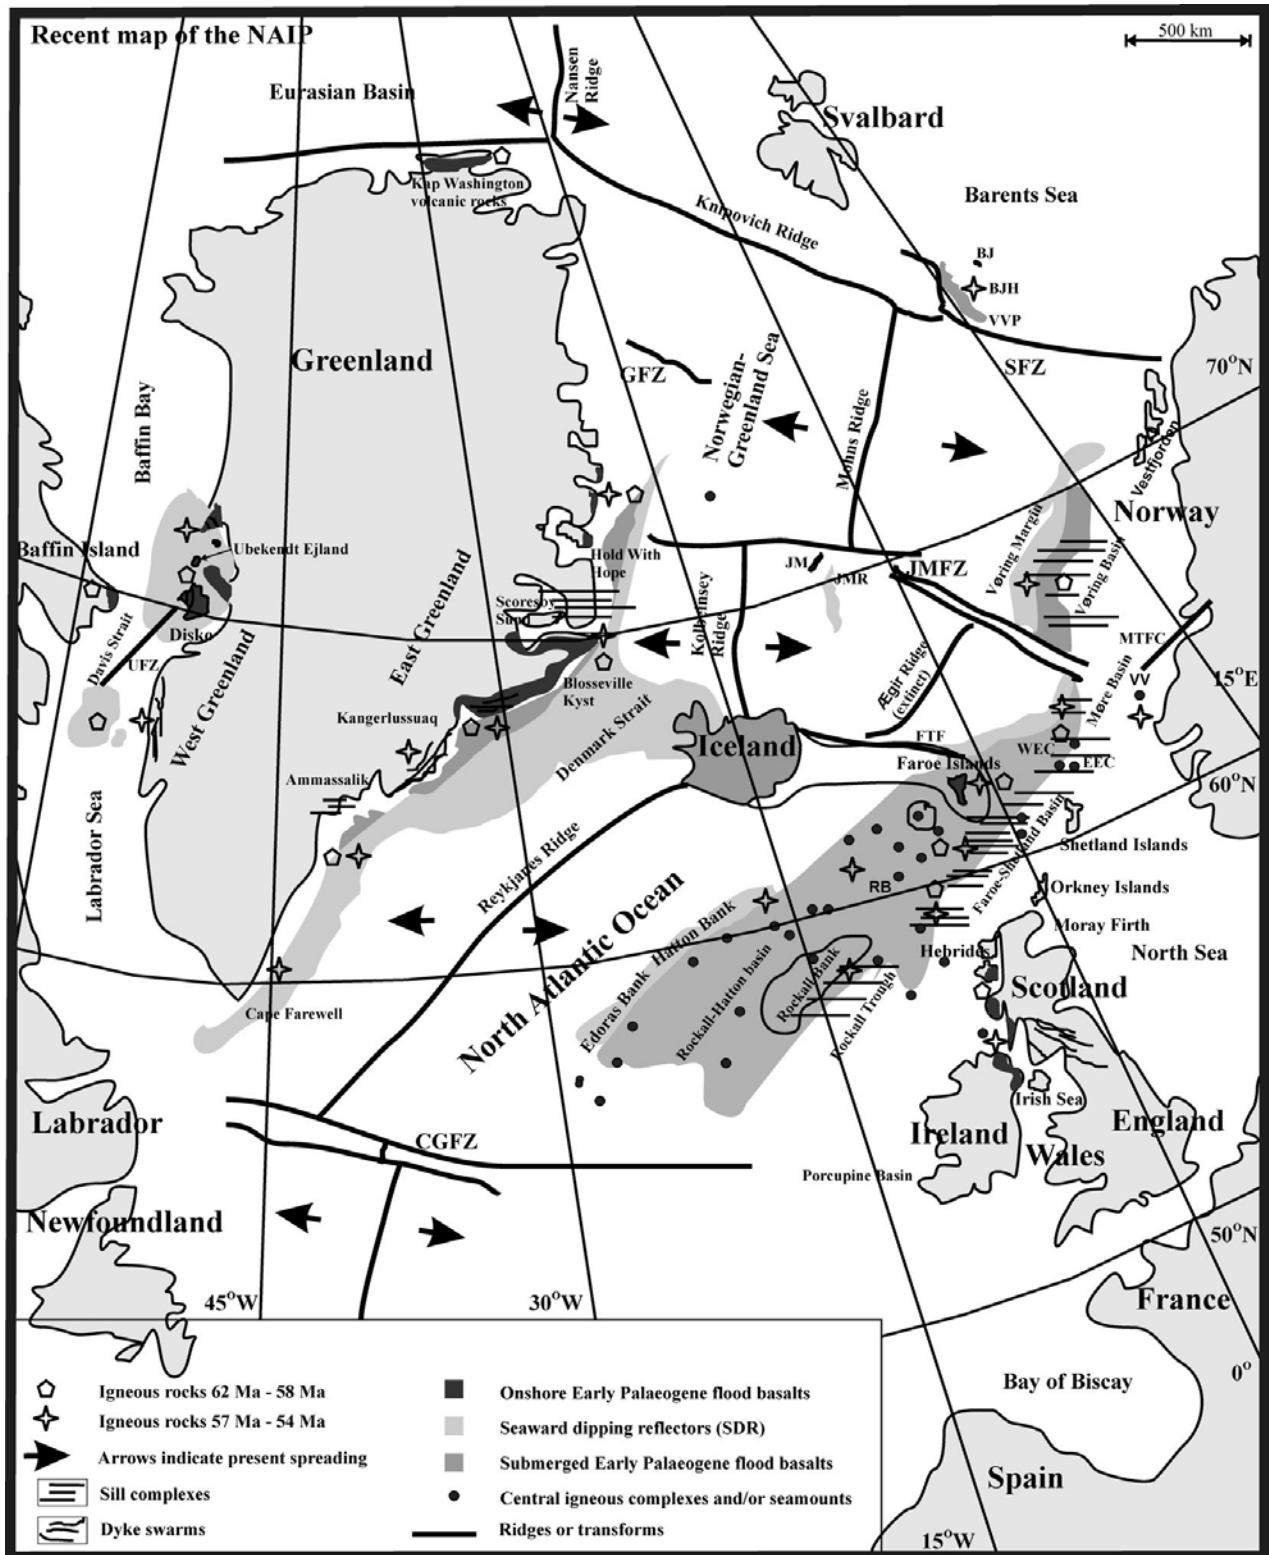 Recent map of the NAIP
500 km
Eurasian Basin
Nansen
Ridge
Svalbard
Kap Washington
volcanic rocks
Knipovich Ridge
Barents Sea
BJ
BJH
VVP
Greenland
GFZ
Norwegian-
Greenland Sea
SFZ
70°N
Baffin Bay
Mohns Ridge
Vestfjorden
Norway
Baffin Island
Ubekendt Ejland
Hold With
Hope
JM
JMR
JMFZ
Vøring Margin
Vøring Basin
Scoresby
Sund
Kolbeinsey
Ridge
East Greenland
Disko
Davis Strait
UFZ
West Greenland
MTFC
Ægir Ridge
(extinct)
VV
15°E
Møre Basin
Blosseville
Kyst
Kangerlussuaq
Denmark Strait
Iceland
FTF
WEC
EEC
Faroe Islands
60°N
Ammassalik
Labrador Sea
Reykjanes Ridge
Faroe-Shetland Basin
Shetland Islands
RB
Orkney Islands
Moray Firth
North Atlantic Ocean
Hatton Bank
Edoras Bank
Rockall-Hatton basin
Rockall Bank
Rockall Trough
Hebrides
North Sea
Scotland
Cape Farewell
Irish Sea
Labrador
CGFZ
Ireland
England
Wales
Porcupine Basin
Newfoundland
50°N
45°W
30°W
France
0°
Bay of Biscay
Spain
15°W
Igneous rocks 62 Ma - 58 Ma
Igneous rocks 57 Ma - 54 Ma
Arrows indicate present spreading
Sill complexes
Dyke swarms
Onshore Early Palaeogene flood basalts
Seaward dipping reflectors (SDR)
Submerged Early Palaeogene flood basalts
Central igneous complexes and/or seamounts
Ridges or transforms